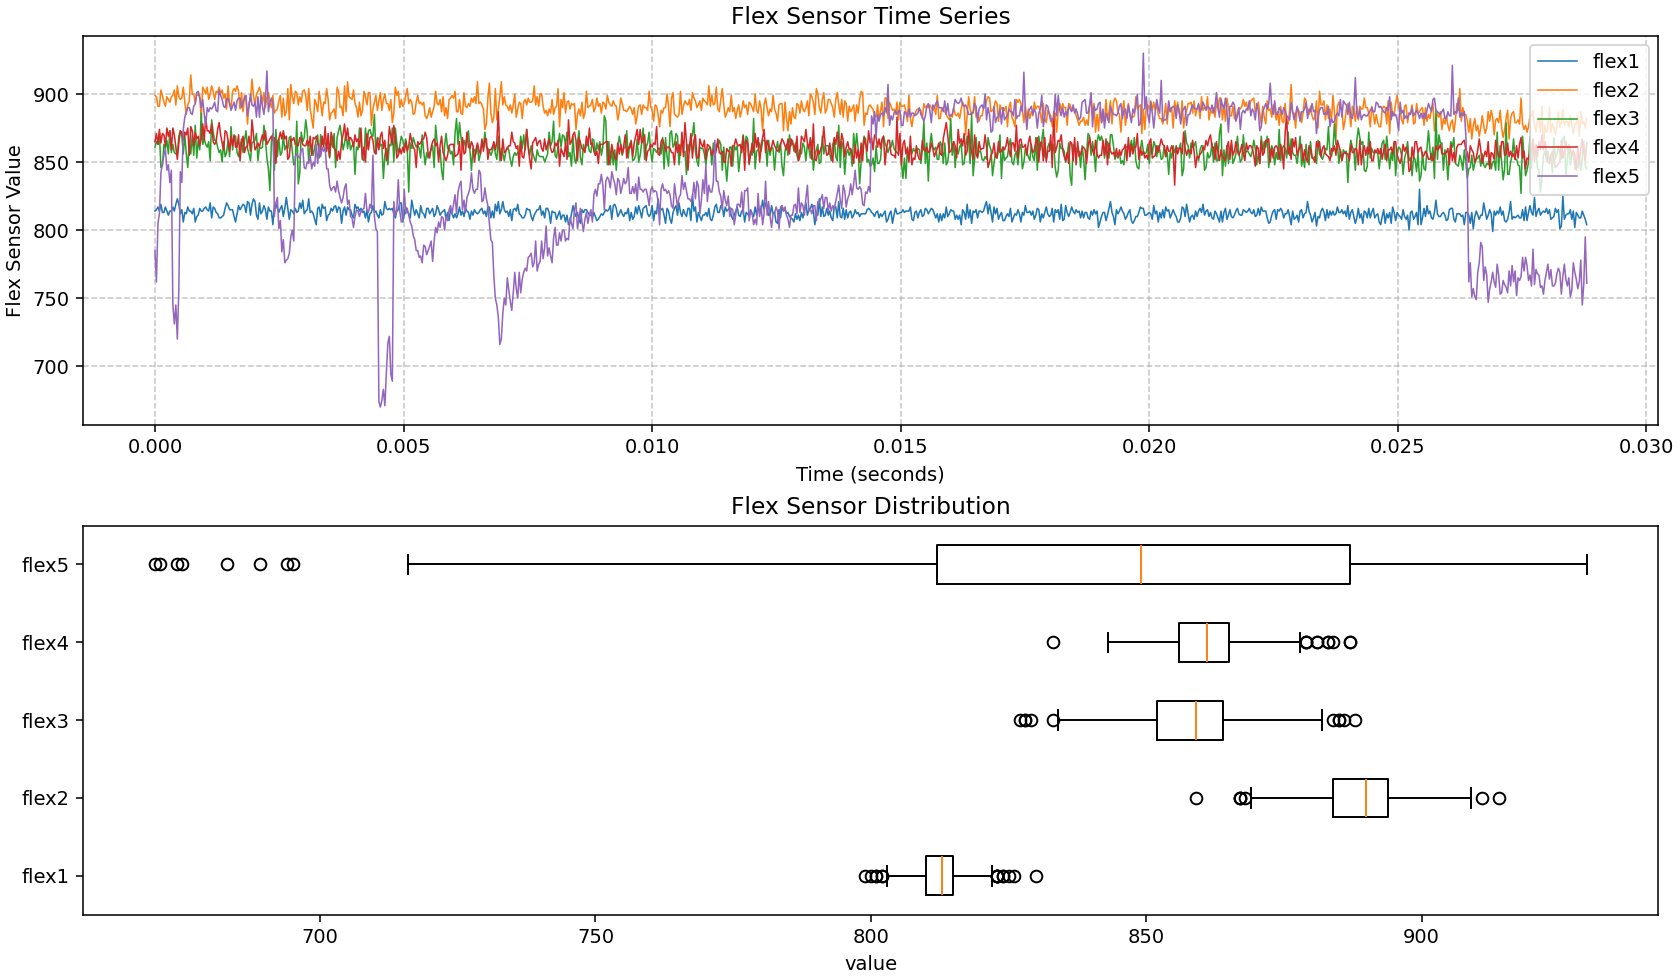 Flex Sensor Time Series
Flex Sensor Value
900
850
800
750
700
flex1
flex2
flex3
flex4
flex5
0.000
0.005
0.010
0.015
0.020
0.025
0.030
Time (seconds)
Flex Sensor Distribution
flex5
flex4
flex3
flex2
flex1
700
750
800
850
900
value